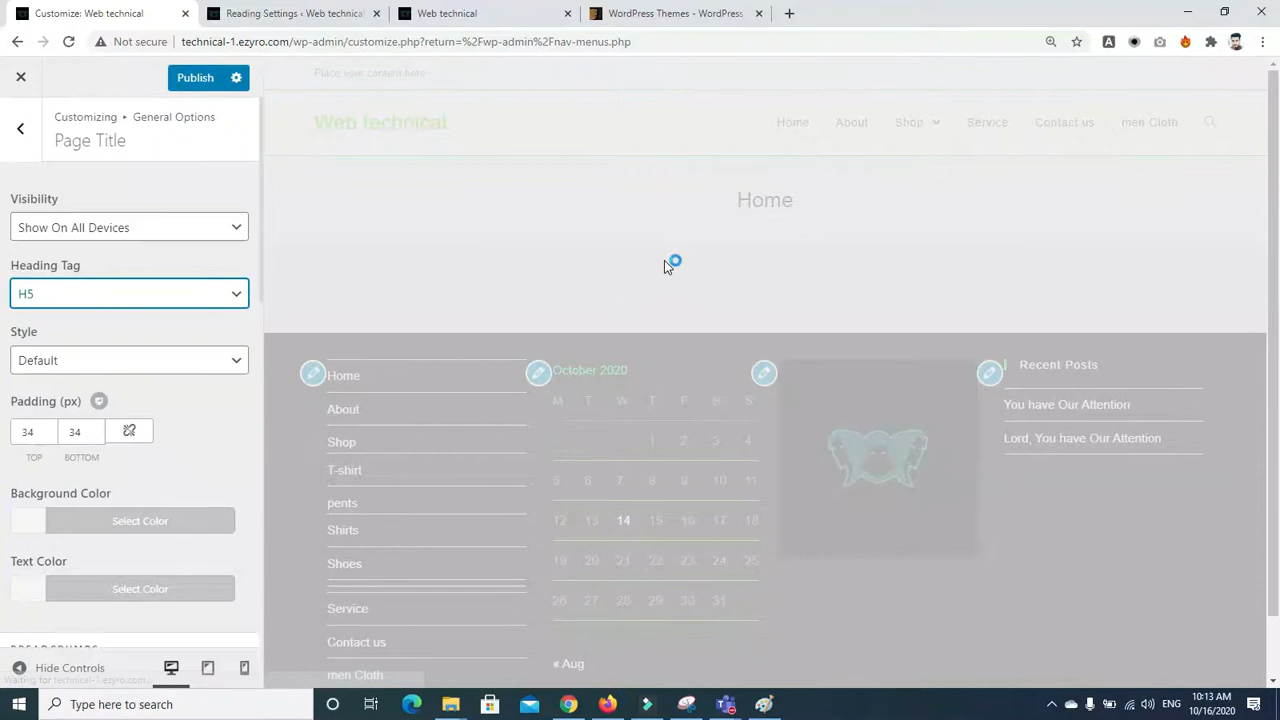 Customize: Web technical
Reading Settings ‹ Web technical
Web technical
WordPress Themes - WordPress
Not secure
technical-1.ezyro.com/wp-admin/customize.php?return=%2Fwp-admin%2Fnav-menus.php
Publish
Customizing • General Options
Page Title
Visibility
Show On All Devices
Heading Tag
H5
Style
Default
Padding (px)
34 34
TOP BOTTOM
Background Color
Select Color
Text Color
Select Color
Hide Controls
Waiting for technical-1.ezyro.com
Place your content here
Web technical
Home About Shop Service Contact us men Cloth
Home
Home
About
Shop
T-shirt
pents
Shirts
Shoes
Service
Contact us
men Cloth
October 2020
M T W T F S S
1 2 3 4
5 6 7 8 9 10 11
12 13 14 15 16 17 18
19 20 21 22 23 24 25
26 27 28 29 30 31
« Aug
Recent Posts
You have Our Attention
Lord, You have Our Attention
Type here to search
ENG
10:13 AM
10/16/2020